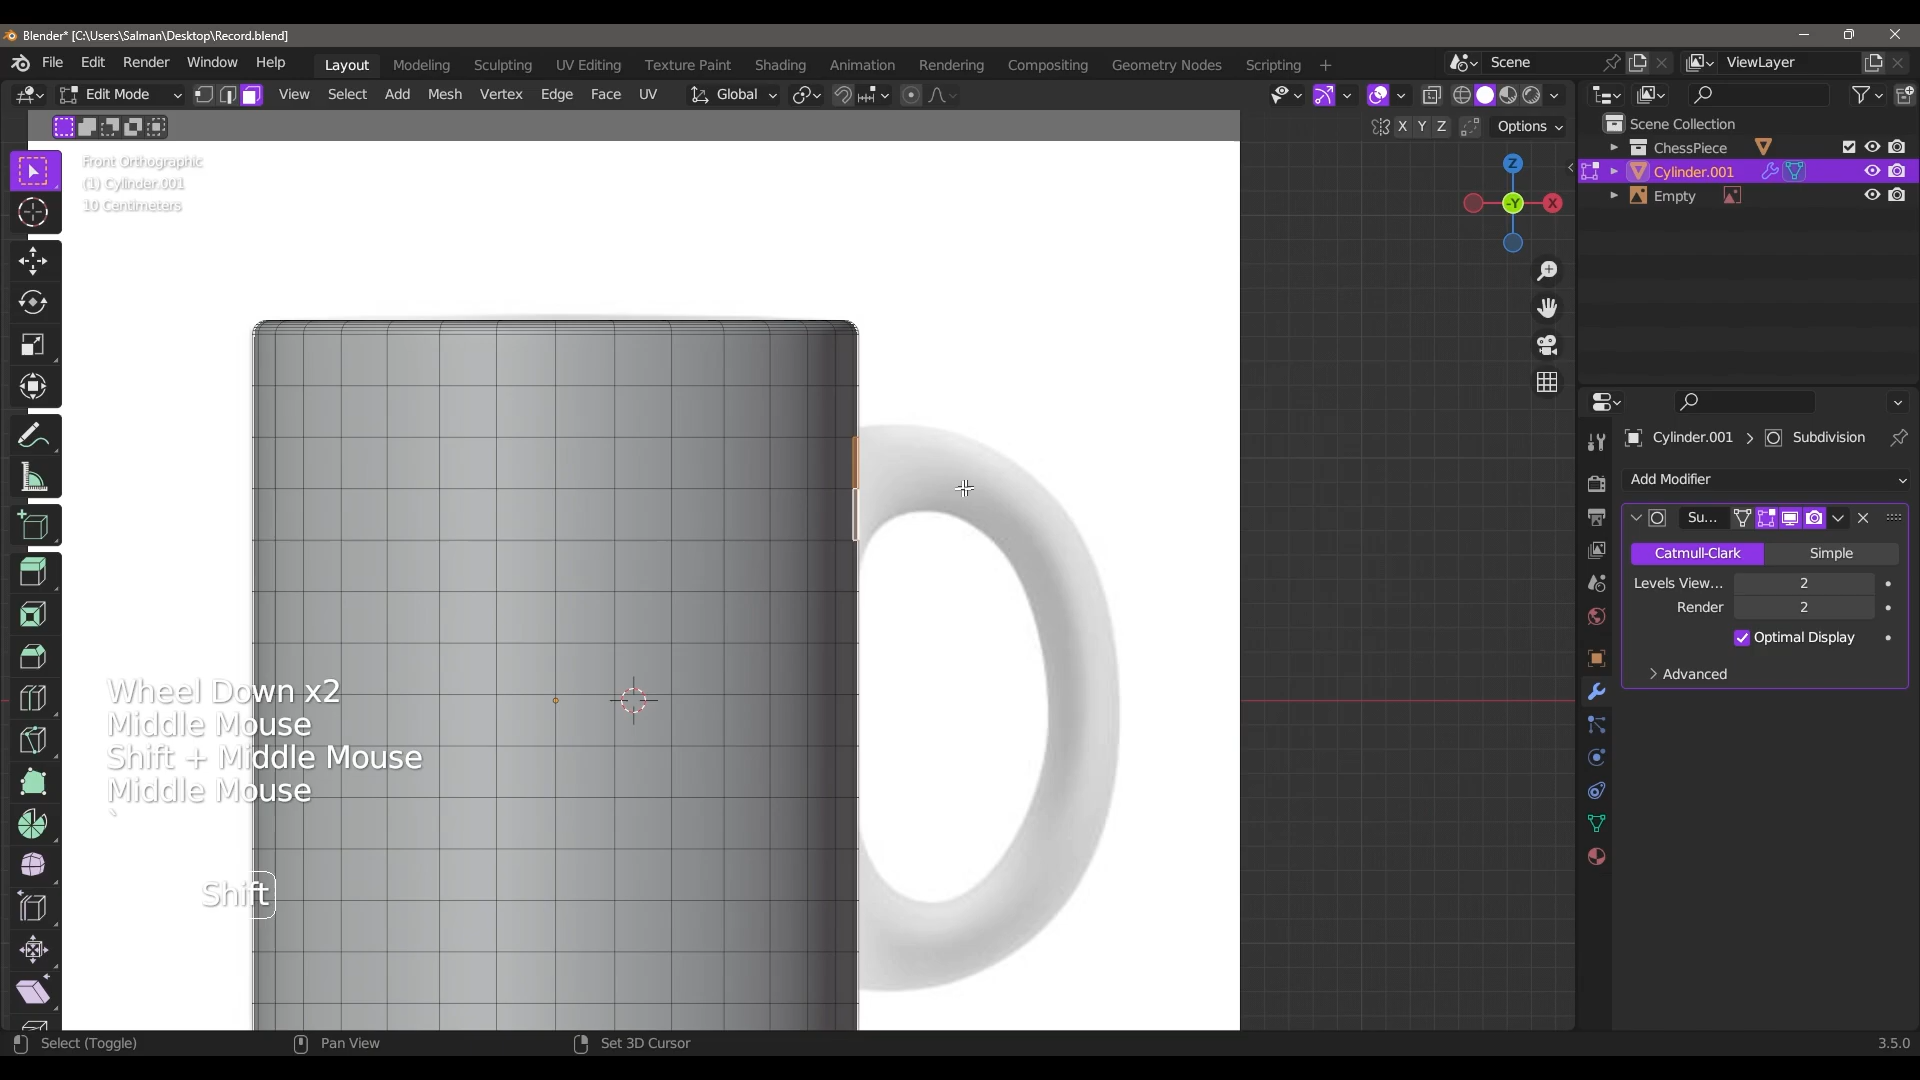 Blender* [C:\Users\Salman\Desktop\Record.blend]
File Edit Render Window Help Layout Modeling Sculpting UV Editing Texture Paint Shading Animation Rendering Compositing Geometry Nodes Scripting + Scene ViewLayer
Edit Mode View Select Add Mesh Vertex Edge Face UV Global
X Y Z Options
Scene Collection
ChessPiece
Cylinder.001
Empty
Front Orthographic
(1) Cylinder.001
10 Centimeters
Z
-Y X
Cylinder.001 > Subdivision
Add Modifier
Su...
Catmull-Clark Simple
Levels View... 2
Render 2
Optimal Display
Advanced
Wheel Down x2
Middle Mouse
Shift + Middle Mouse
Middle Mouse
`
Shift
Select (Toggle) Pan View Set 3D Cursor 3.5.0